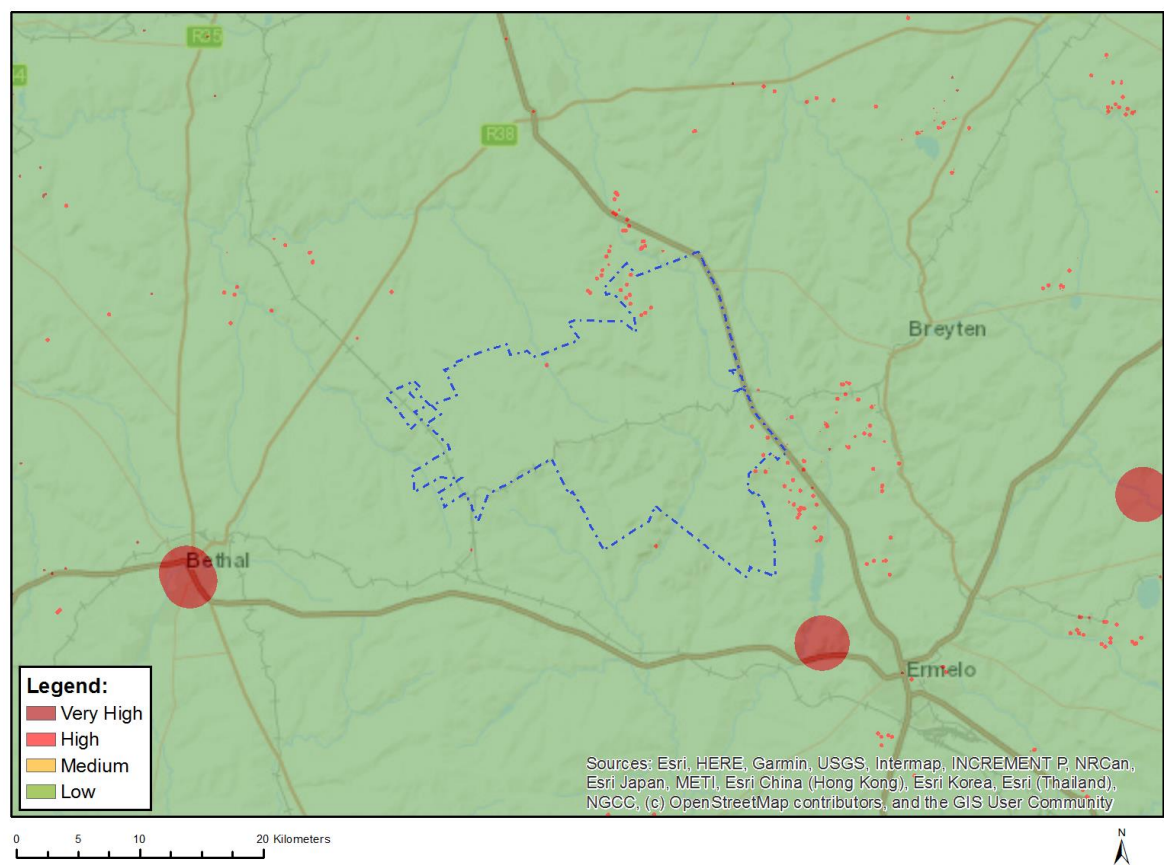 R35
4
R38
Breyten
Bethal
Ermelo
Legend:
Very High
High
Medium
Low
Sources: Esri, HERE, Garmin, USGS, Intermap, INCREMENT P, NRCan,
Esri Japan, METI, Esri China (Hong Kong), Esri Korea, Esri (Thailand),
NGCC, (c) OpenStreetMap contributors, and the GIS User Community
0 5 10 20 Kilometers
N